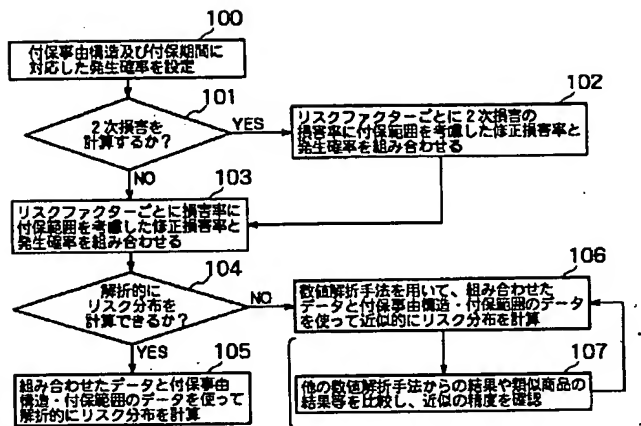 100
付保事由構造及び付保期間に
対応した発生確率を設定
101
2次損害を
計算するか?
YES
102
リスクファクターごとに2次損害の
損害率に付保範囲を考慮した修正損害率と
発生確率を組み合わせる
NO
103
リスクファクターごとに損害率に
付保範囲を考慮した修正損害率と
発生確率を組み合わせる
104
解析的に
リスク分布を
計算できるか?
NO
106
数値解析手法を用いて、組み合わせた
データと付保事由構造・付保範囲のデータ
を使って近似的にリスク分布を計算
YES
105
組み合わせたデータと付保事由
構造・付保範囲のデータを使って
解析的にリスク分布を計算
107
他の数値解析手法からの結果や類似商品の
結果等を比較し、近似の精度を確認